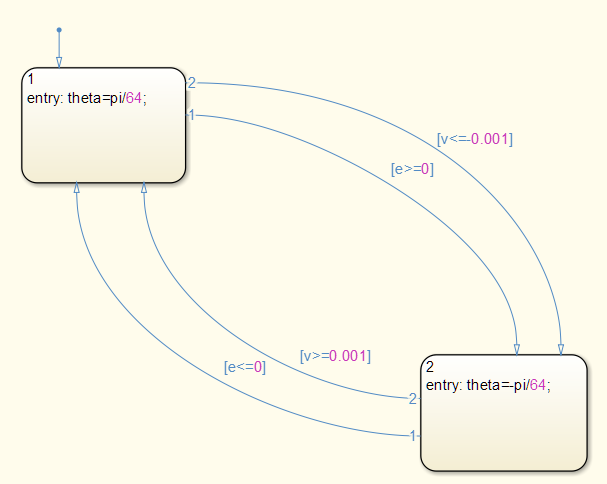 1
entry: theta=pi/64;
2
[v<=-0.001]
1
[e>=0]
[v>=0.001]
[e<=0]
2
entry: theta=-pi/64;
2
1